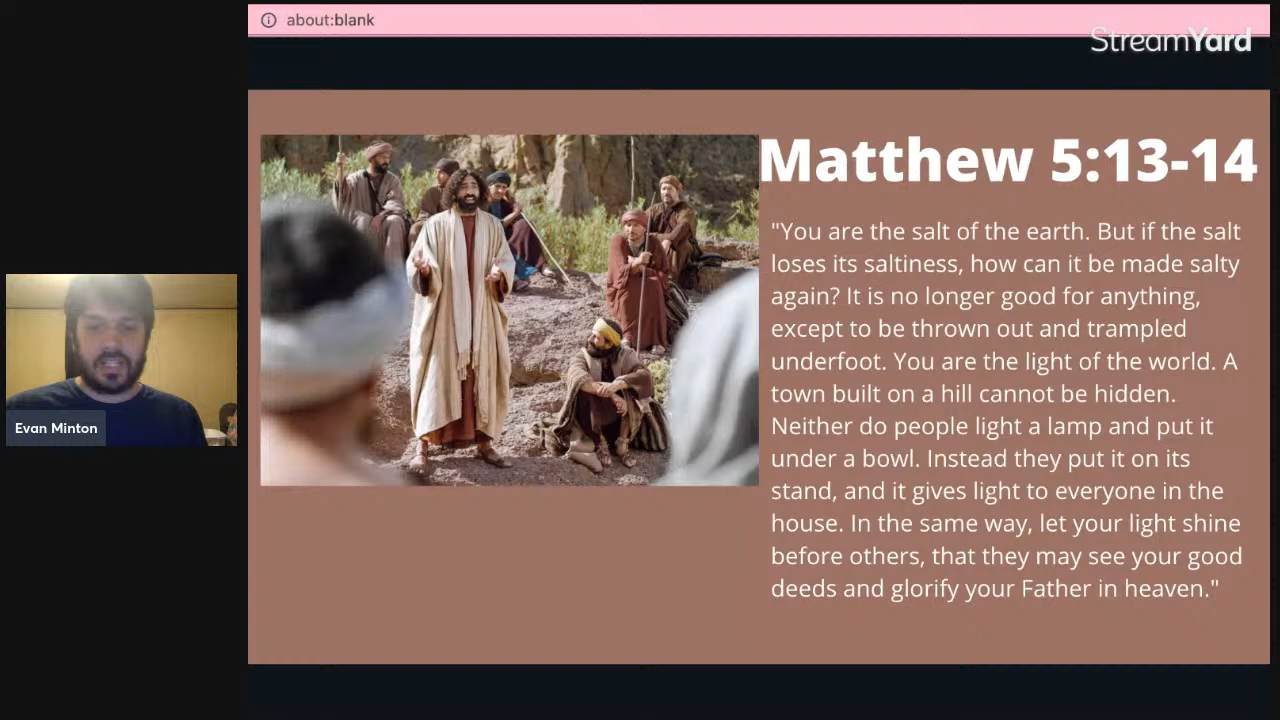 about:blank
StreamYard
Matthew 5:13-14
"You are the salt of the earth. But if the salt
loses its saltiness, how can it be made salty
again? It is no longer good for anything,
except to be thrown out and trampled
underfoot. You are the light of the world. A
town built on a hill cannot be hidden.
Neither do people light a lamp and put it
under a bowl. Instead they put it on its
stand, and it gives light to everyone in the
house. In the same way, let your light shine
before others, that they may see your good
deeds and glorify your Father in heaven."
Evan Minton